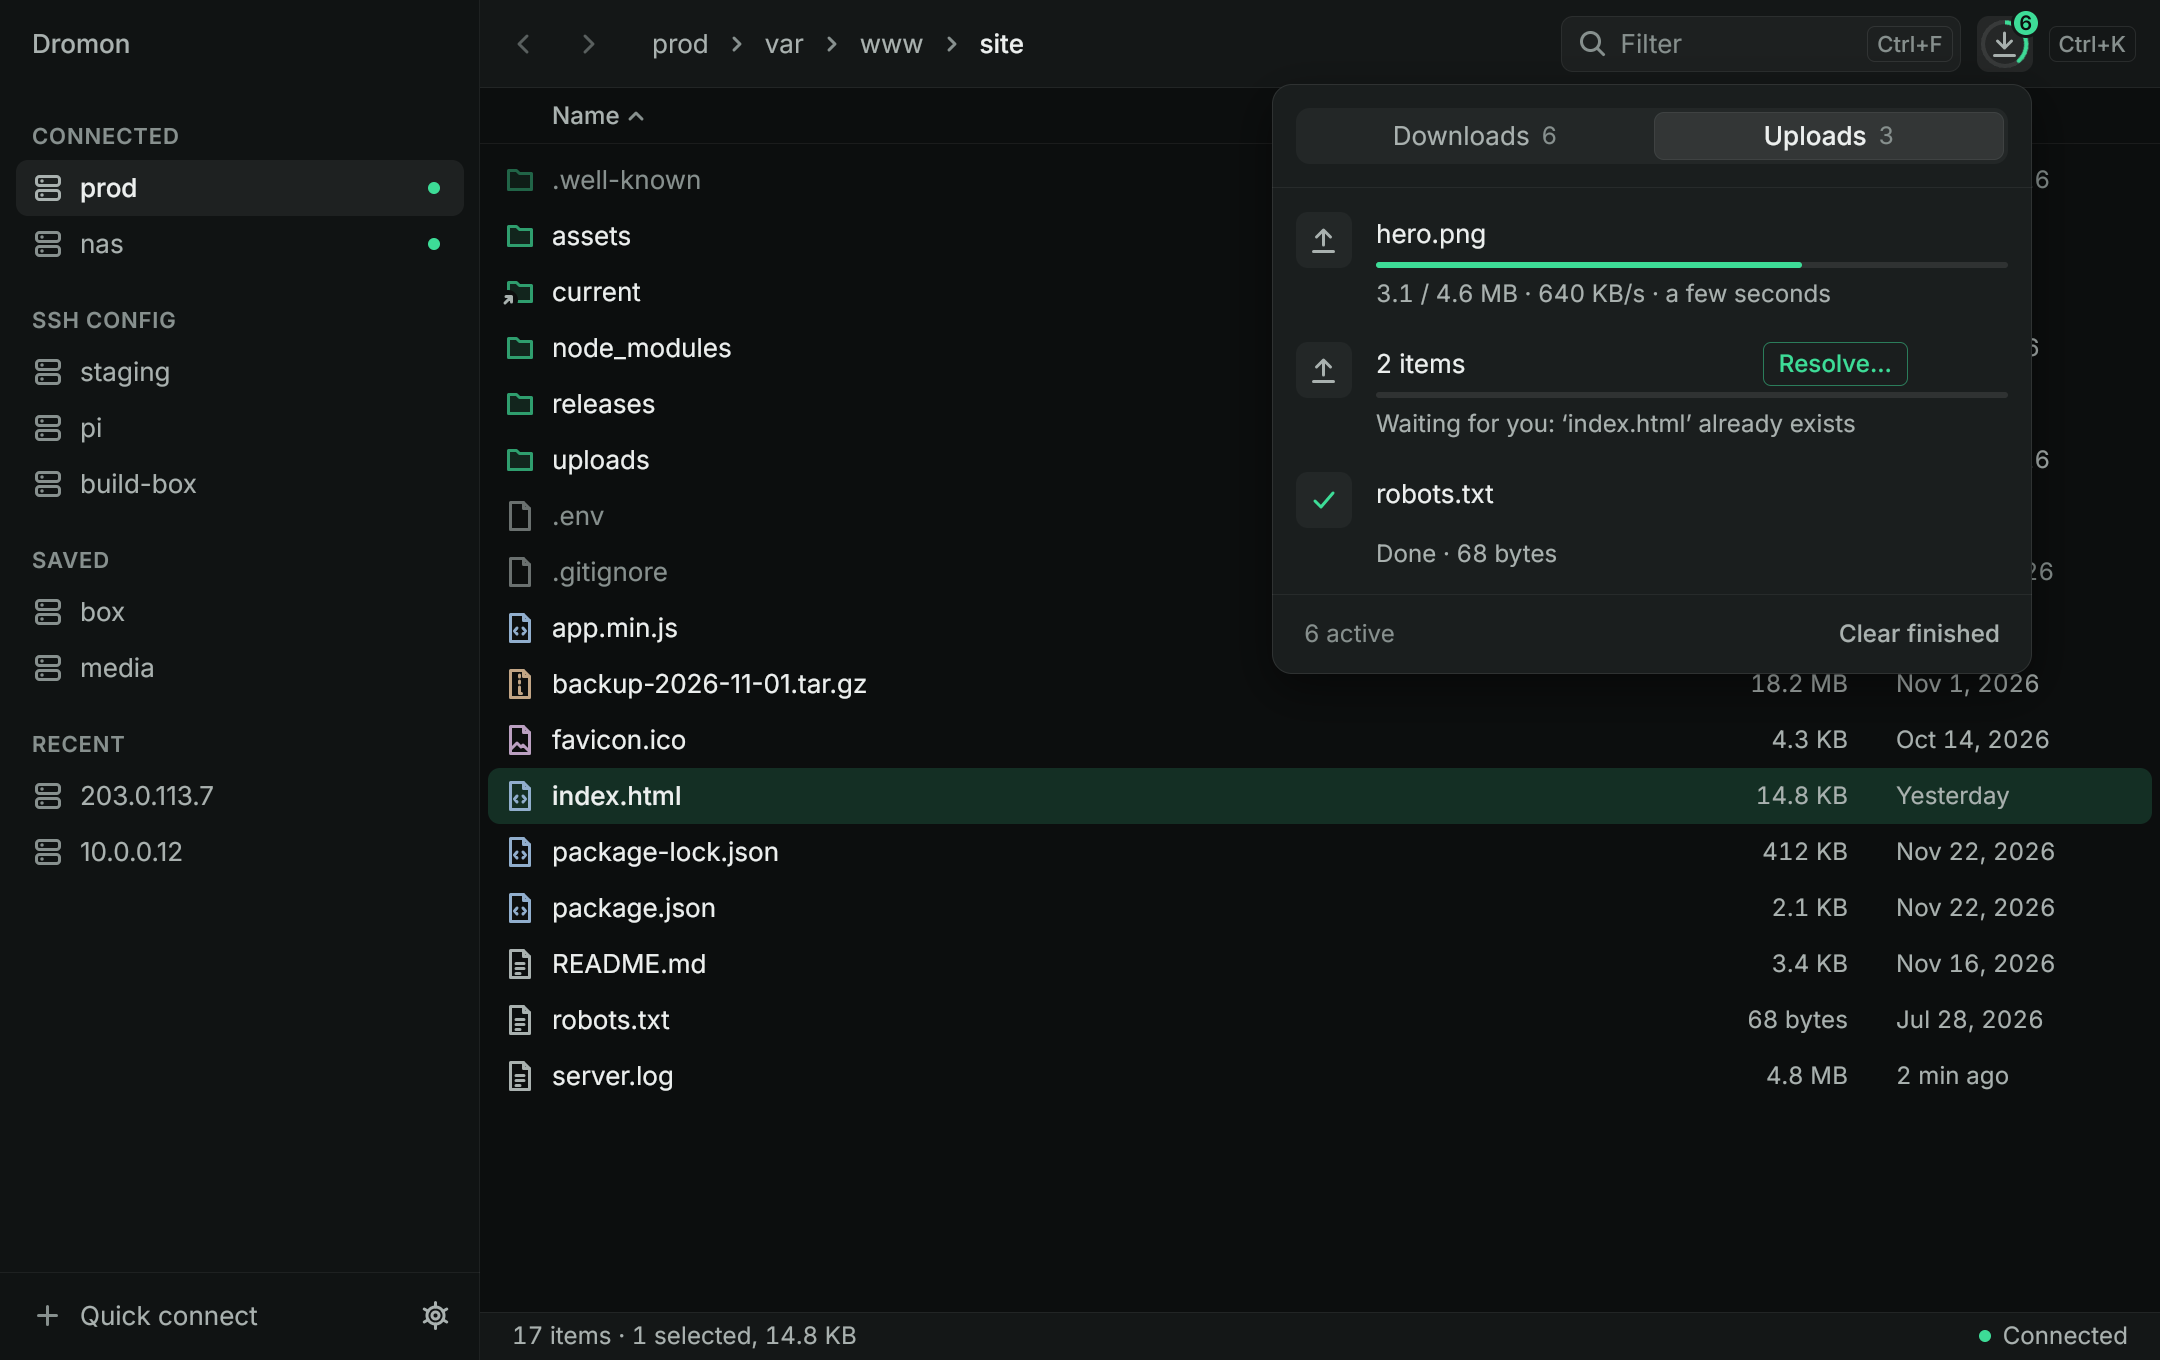 Dromon
CONNECTED
prod
nas
SSH CONFIG
staging
pi
build-box
SAVED
box
media
RECENT
203.0.113.7
10.0.0.12
Quick connect
prod
var
www
site
Filter
Ctrl+F
6
Ctrl+K
Name
.well-known
assets
current
node_modules
releases
uploads
.env
.gitignore
app.min.js
backup-2026-11-01.tar.gz 18.2 MB Nov 1, 2026
favicon.ico 4.3 KB Oct 14, 2026
index.html 14.8 KB Yesterday
package-lock.json 412 KB Nov 22, 2026
package.json 2.1 KB Nov 22, 2026
README.md 3.4 KB Nov 16, 2026
robots.txt 68 bytes Jul 28, 2026
server.log 4.8 MB 2 min ago
Downloads 6
Uploads 3
hero.png
3.1 / 4.6 MB · 640 KB/s · a few seconds
2 items
Resolve...
Waiting for you: ‘index.html’ already exists
robots.txt
Done · 68 bytes
6 active
Clear finished
17 items · 1 selected, 14.8 KB
Connected